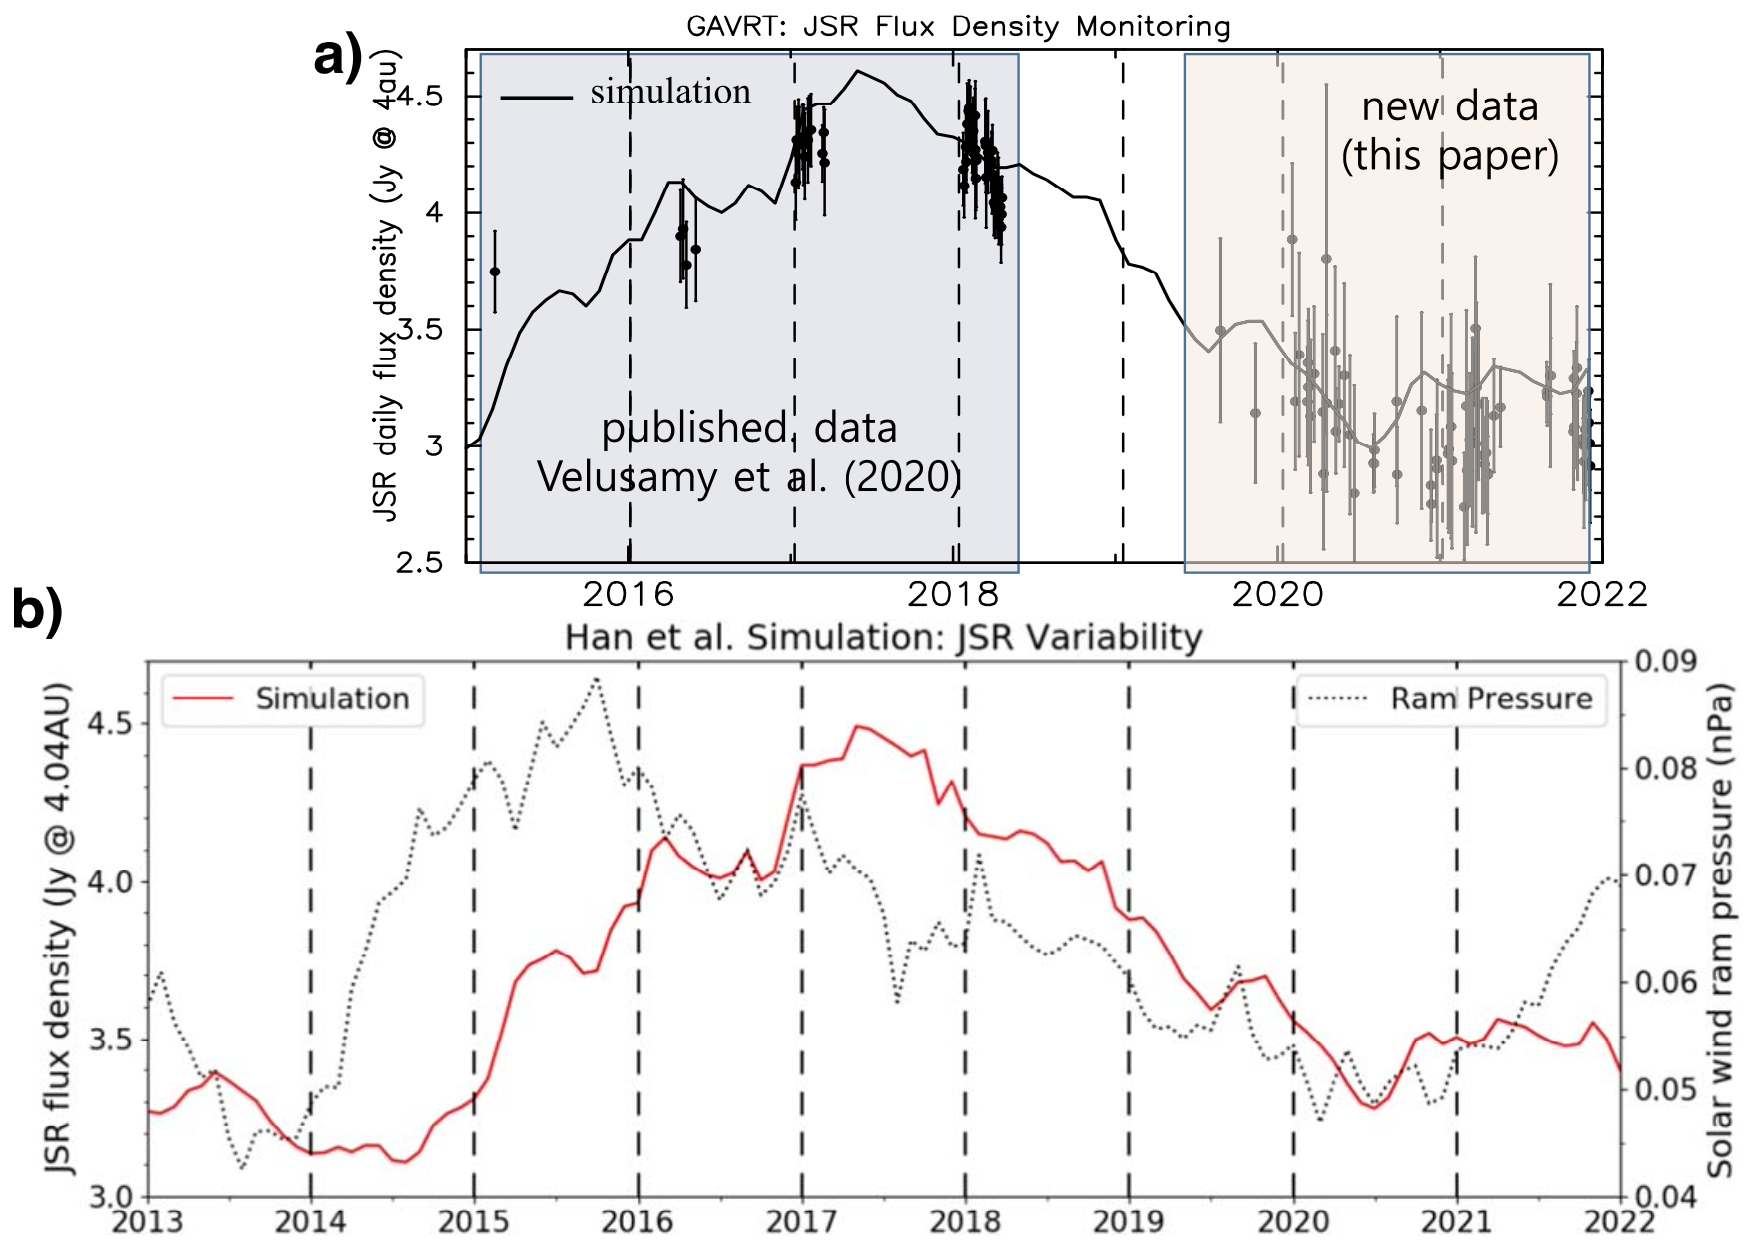 GAVRT: JSR Flux Density Monitoring
a)
JSR daily flux density (Jy @ 4au)
4.5
4
3.5
3
2.5
simulation
published data
Velusamy et al. (2020)
new data
(this paper)
2016
2018
2020
2022
b)
Han et al. Simulation: JSR Variability
JSR flux density (Jy @ 4.04AU)
4.5
4.0
3.5
3.0
Simulation
Ram Pressure
0.09
0.08
0.07
0.06
0.05
0.04
Solar wind ram pressure (nPa)
2013
2014
2015
2016
2017
2018
2019
2020
2021
2022